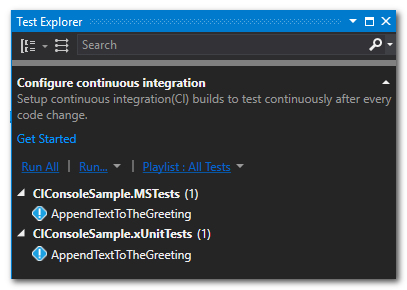 Test Explorer
Search
Configure continuous integration
Setup continuous integration(CI) builds to test continuously after every
code change.
Get Started
Run All | Run... | Playlist : All Tests
CIConsoleSample.MSTests (1)
AppendTextToTheGreeting
CIConsoleSample.xUnitTests (1)
AppendTextToTheGreeting